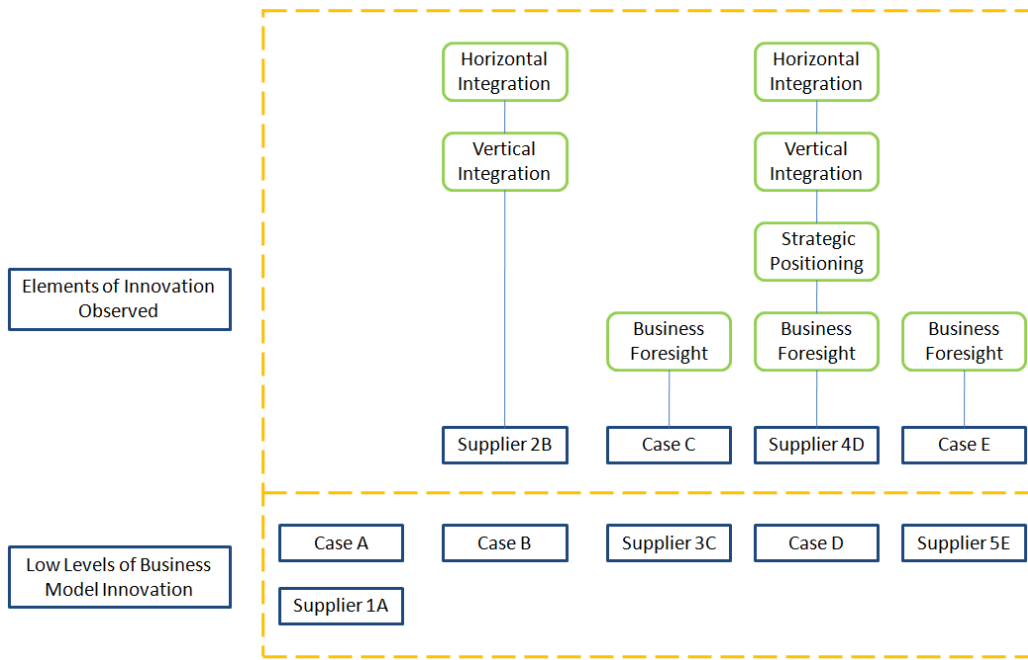 Horizontal
Integration
Horizontal
Integration
Vertical
Integration
Vertical
Integration
Strategic
Positioning
Elements of Innovation
Observed
Business
Foresight
Business
Foresight
Business
Foresight
Supplier 2B
Case C
Supplier 4D
Case E
Low Levels of Business
Model Innovation
Case A
Case B
Supplier 3C
Case D
Supplier 5E
Supplier 1A